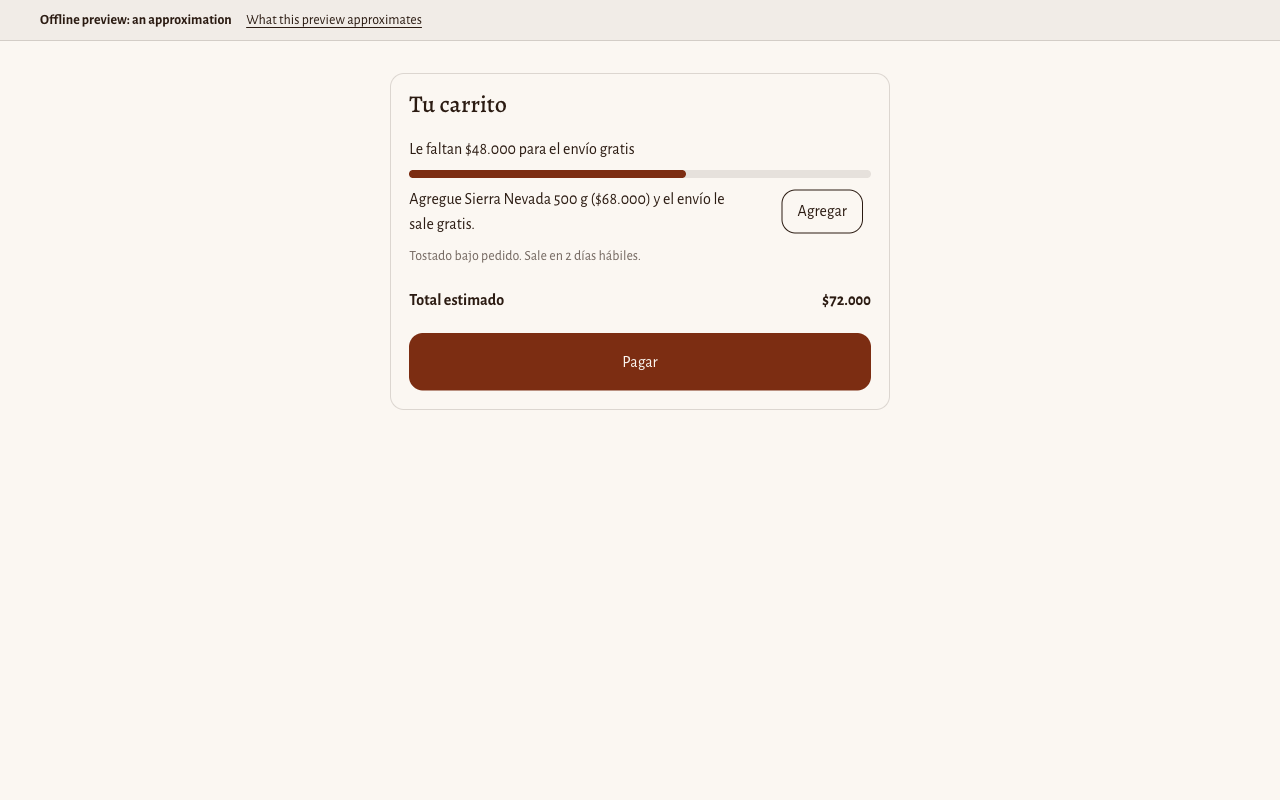 Offline preview: an approximation What this preview approximates
Tu carrito
Le faltan $48.000 para el envío gratis
Agregue Sierra Nevada 500 g ($68.000) y el envío le
sale gratis.
Agregar
Tostado bajo pedido. Sale en 2 días hábiles.
Total estimado $72.000
Pagar